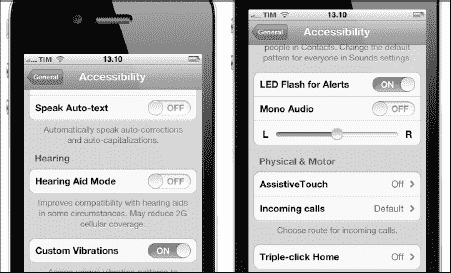 TIM 13.10
General Accessibility
Speak Auto-text OFF
Automatically speak auto-corrections
and auto-capitalizations.
Hearing
Hearing Aid Mode OFF
Improves compatibility with hearing aids
in some circumstances. May reduce 2G
cellular coverage.
Custom Vibrations ON
TIM 13.10
General Accessibility
people in Contacts. Change the default
pattern for everyone in Sounds settings.
LED Flash for Alerts ON
Mono Audio OFF
L R
Physical & Motor
AssistiveTouch Off >
Incoming calls Default >
Choose route for incoming calls.
Triple-click Home Off >